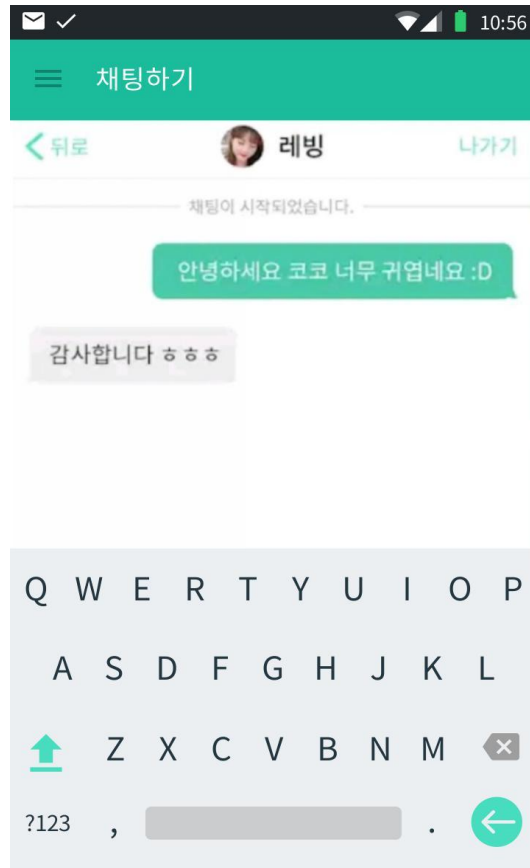 10:56
채팅하기
뒤로 레빙 나가기
채팅이 시작되었습니다.
안녕하세요 코코 너무 귀엽네요 :D
감사합니다 ㅎㅎㅎ
Q W E R T Y U I O P
A S D F G H J K L
Z X C V B N M
?123 , .